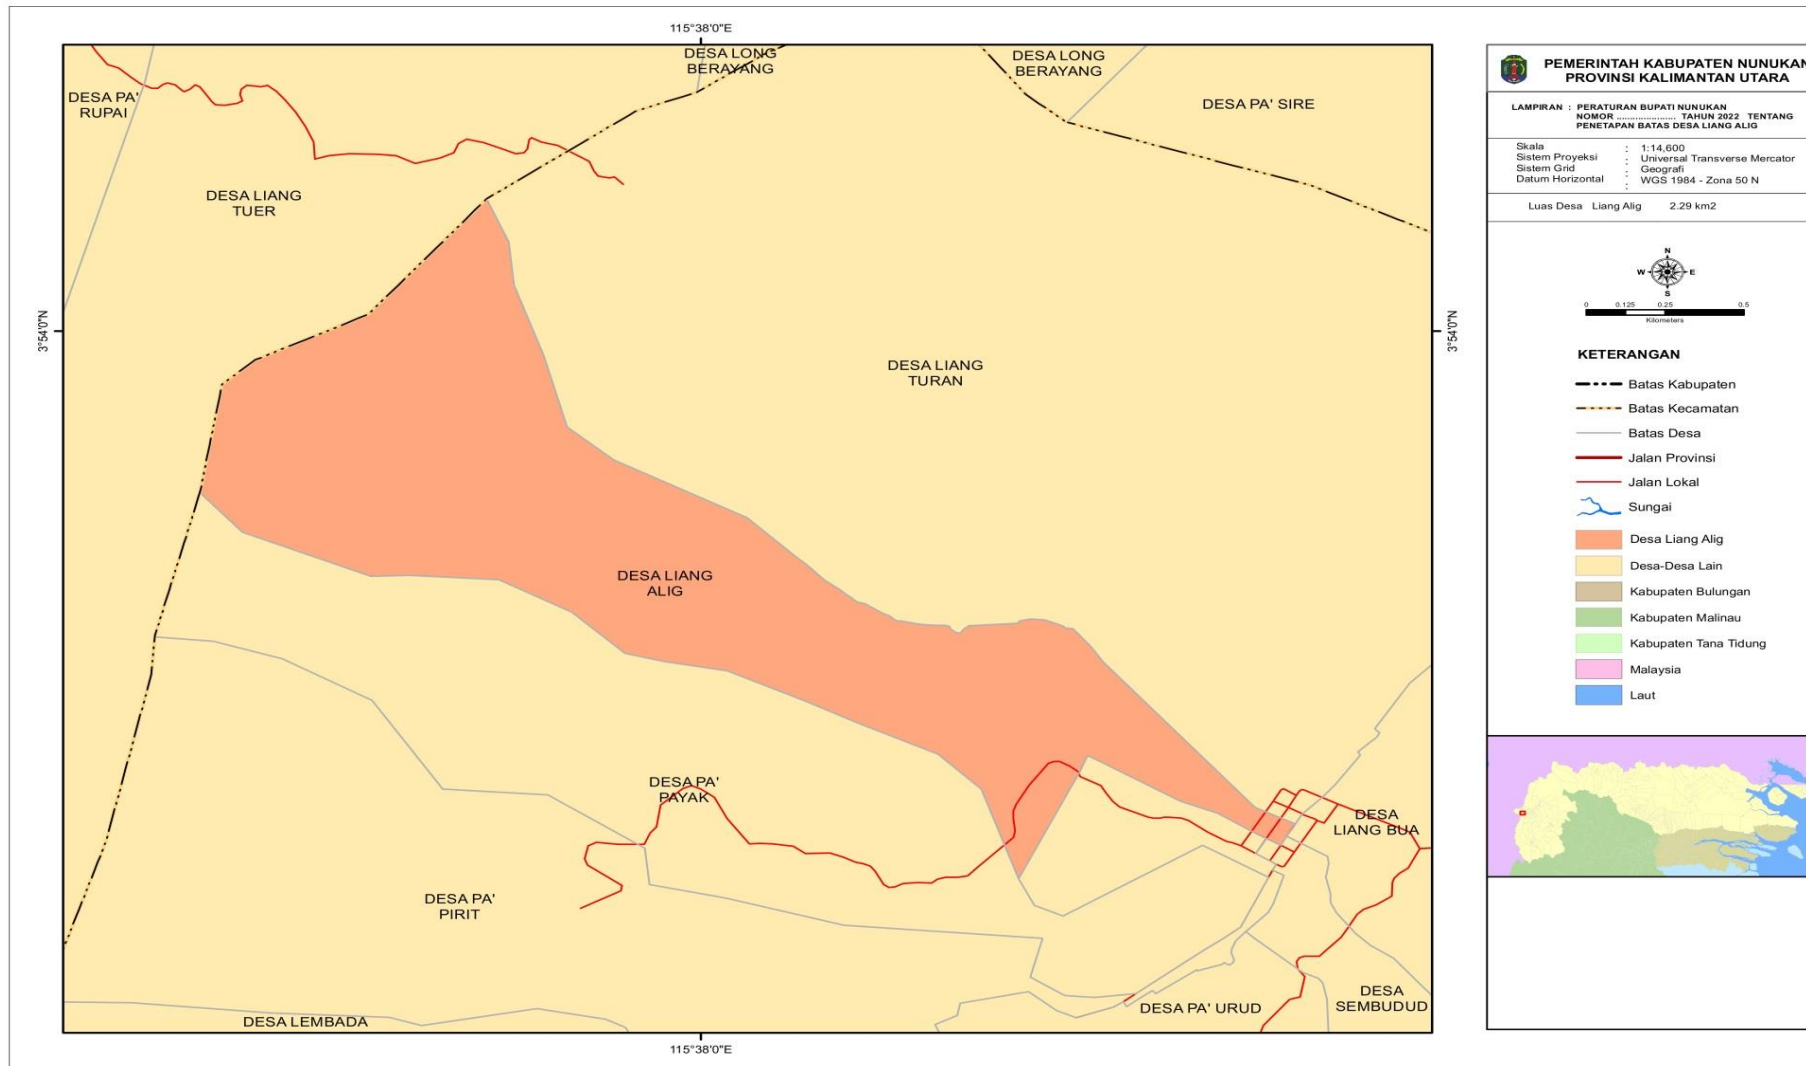 115°38'0"E
DESA LONG
BERAYANG
DESA LONG
BERAYANG
DESA PA'
RUPAI
DESA PA' SIRE
DESA LIANG
TUER
3°54'0"N
3°54'0"N
DESA LIANG
TURAN
DESA LIANG
ALIG
DESA PA'
PAYAK
DESA
LIANG BUA
DESA PA'
PIRIT
DESA
SEMBUDUD
DESA PA' URUD
DESA LEMBADA
115°38'0"E
PEMERINTAH KABUPATEN NUNUKAN
PROVINSI KALIMANTAN UTARA
LAMPIRAN : PERATURAN BUPATI NUNUKAN
NOMOR ...................... TAHUN 2022 TENTANG
PENETAPAN BATAS DESA LIANG ALIG
Skala : 1:14,600
Sistem Proyeksi : Universal Transverse Mercator
Sistem Grid : Geografi
Datum Horizontal : WGS 1984 - Zona 50 N
:
Luas Desa Liang Alig 2.29 km2
N
W E
S
0 0.125 0.25 0.5
Kilometers
KETERANGAN
Batas Kabupaten
Batas Kecamatan
Batas Desa
Jalan Provinsi
Jalan Lokal
Sungai
Desa Liang Alig
Desa-Desa Lain
Kabupaten Bulungan
Kabupaten Malinau
Kabupaten Tana Tidung
Malaysia
Laut